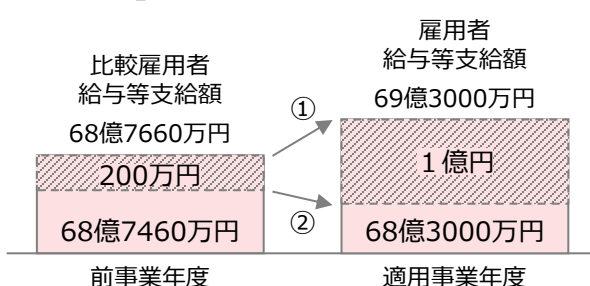 比較雇用者
給与等支給額
68億7660万円
200万円
68億7460万円
前事業年度
①
②
雇用者
給与等支給額
69億3000万円
1億円
68億3000万円
適用事業年度